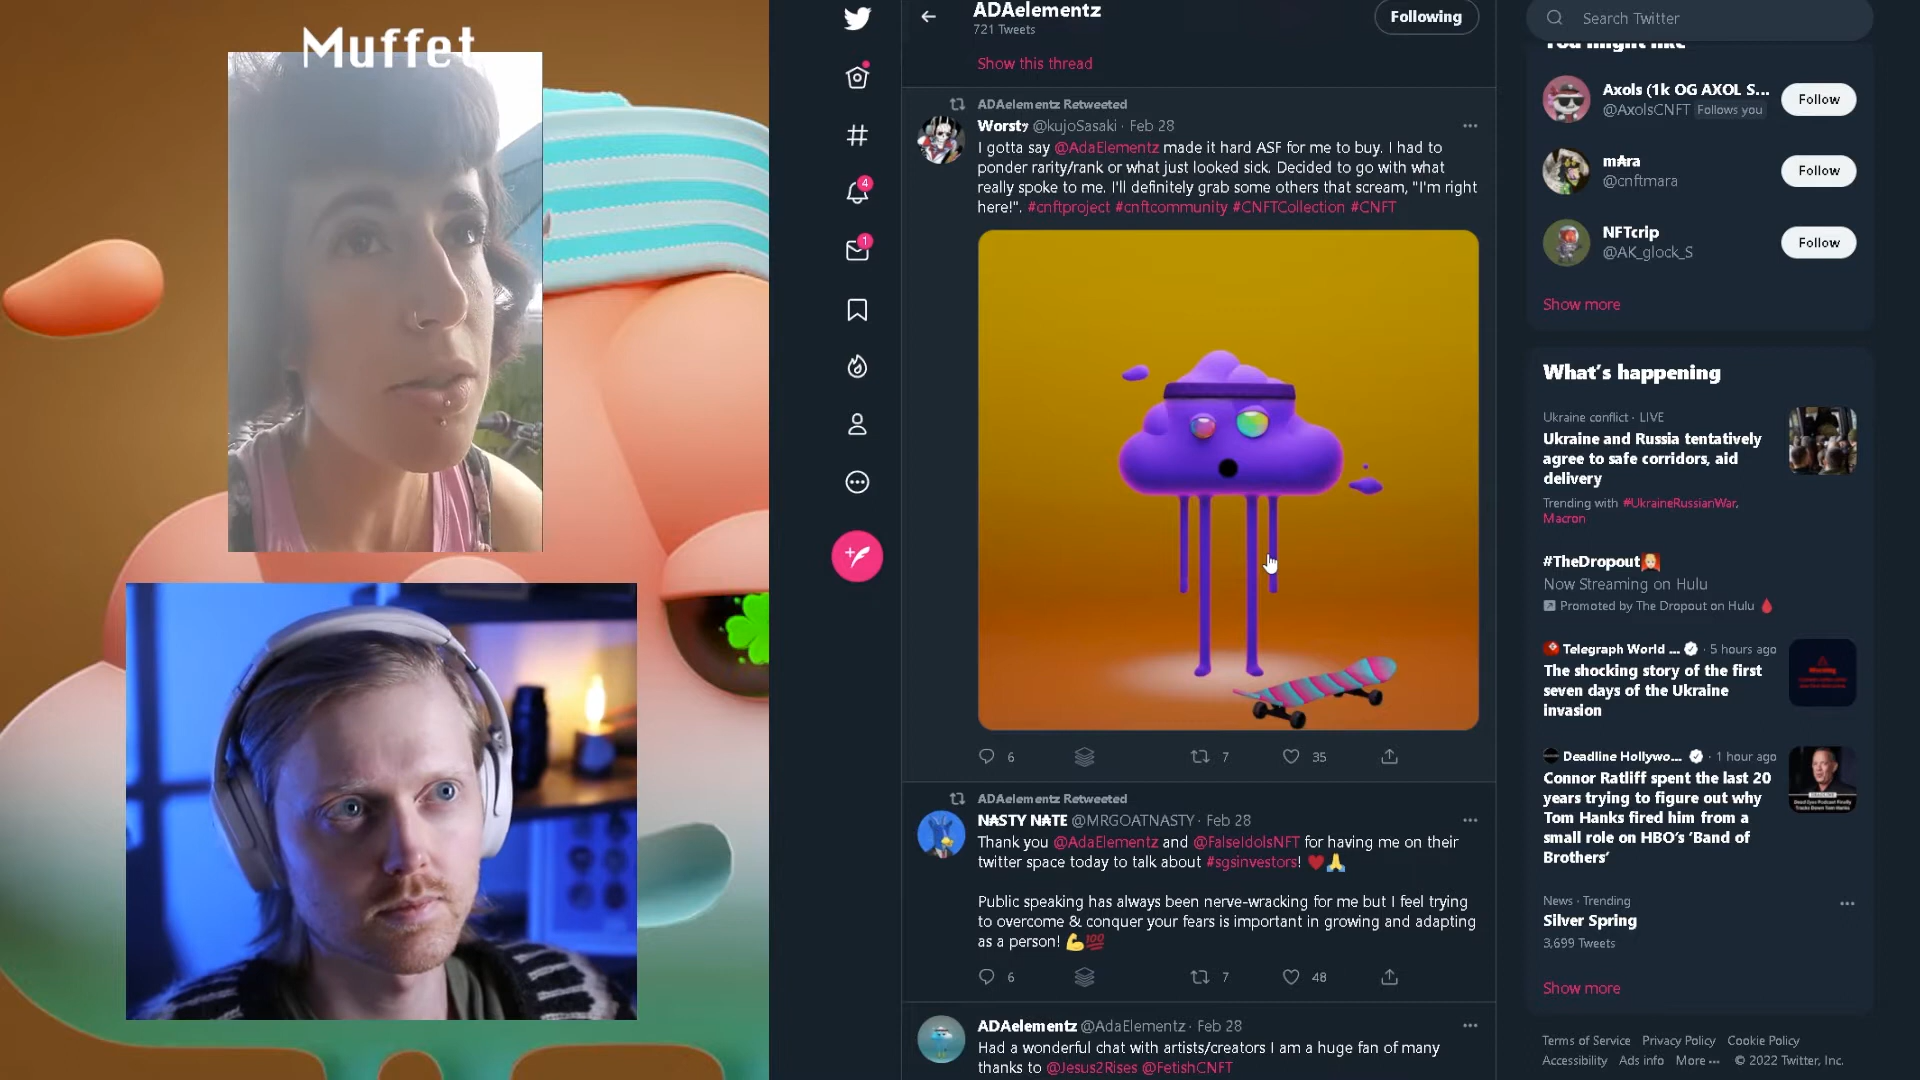 Muffet
ADAelementz
721 Tweets
Following
Show this thread
ADAelementz Retweeted
Worsty @kujoSasaki · Feb 28
I gotta say @AdaElementz made it hard ASF for me to buy. I had to
ponder rarity/rank or what just looked sick. Decided to go with what
really spoke to me. I'll definitely grab some others that scream, "I'm right
here!". #cnftproject #cnftcommunity #CNFTCollection #CNFT
6
7
35
ADAelementz Retweeted
N₳STY N₳TE @MRGOATNASTY · Feb 28
Thank you @AdaElementz and @FalseIdolsNFT for having me on their
twitter space today to talk about #sgsinvestors! ❤️🙏
Public speaking has always been nerve-wracking for me but I feel trying
to overcome & conquer your fears is important in growing and adapting
as a person! 💪💯
6
7
48
ADAelementz @AdaElementz · Feb 28
Had a wonderful chat with artists/creators I am a huge fan of many
thanks to @Jesus2Rises @FetishCNFT
4
1
Search Twitter
You might like
Axols (1k OG AXOL S...
@AxolsCNFT Follows you
Follow
m₳ra
@cnftmara
Follow
NFTcrip
@AK_glock_S
Follow
Show more
What's happening
Ukraine conflict · LIVE
Ukraine and Russia tentatively
agree to safe corridors, aid
delivery
Trending with #UkraineRussianWar,
Macron
#TheDropout
Now Streaming on Hulu
Promoted by The Dropout on Hulu 🩸
Telegraph World ... · 5 hours ago
The shocking story of the first
seven days of the Ukraine
invasion
Deadline Hollywo... · 1 hour ago
Connor Ratliff spent the last 20
years trying to figure out why
Tom Hanks fired him from a
small role on HBO's 'Band of
Brothers'
News · Trending
Silver Spring
3,699 Tweets
Show more
Terms of Service Privacy Policy Cookie Policy
Accessibility Ads info More ··· © 2022 Twitter, Inc.